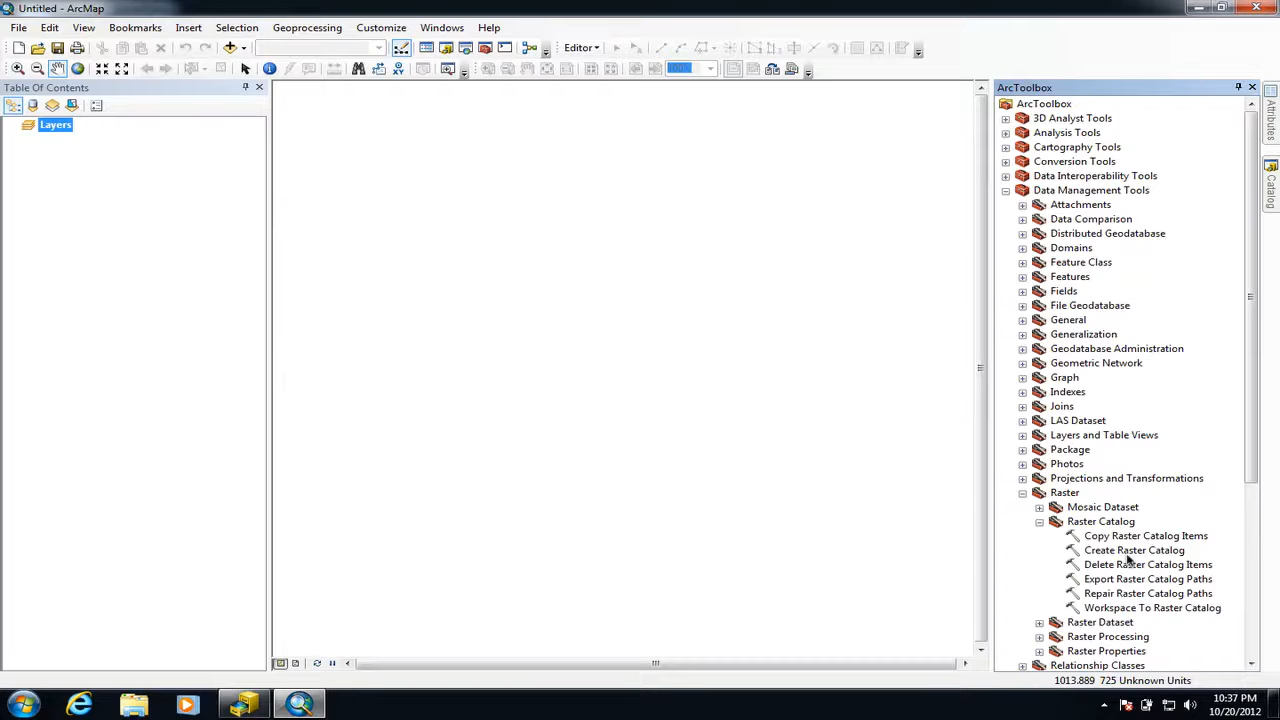 Untitled - ArcMap
File Edit View Bookmarks Insert Selection Geoprocessing Customize Windows Help
Editor
Table Of Contents
Layers
ArcToolbox
ArcToolbox
3D Analyst Tools
Analysis Tools
Cartography Tools
Conversion Tools
Data Interoperability Tools
Data Management Tools
Attachments
Data Comparison
Distributed Geodatabase
Domains
Feature Class
Features
Fields
File Geodatabase
General
Generalization
Geodatabase Administration
Geometric Network
Graph
Indexes
Joins
LAS Dataset
Layers and Table Views
Package
Photos
Projections and Transformations
Raster
Mosaic Dataset
Raster Catalog
Copy Raster Catalog Items
Create Raster Catalog
Delete Raster Catalog Items
Export Raster Catalog Paths
Repair Raster Catalog Paths
Workspace To Raster Catalog
Raster Dataset
Raster Processing
Raster Properties
Relationship Classes
Attributes
Catalog
1013.889 725 Unknown Units
10:37 PM
10/20/2012